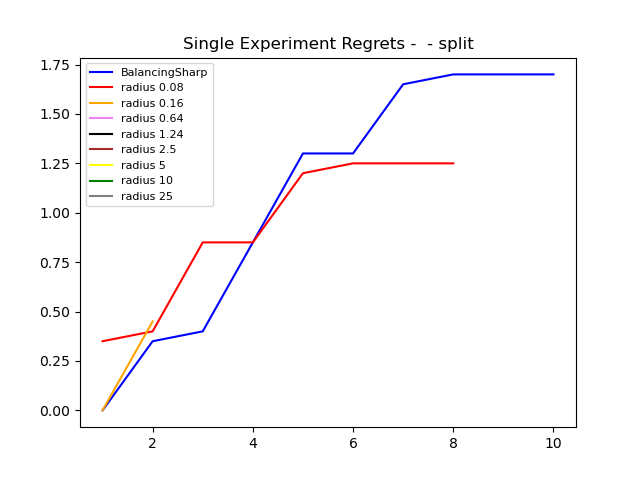 Single Experiment Regrets -  - split
1.75
1.50
1.25
1.00
0.75
0.50
0.25
0.00
BalancingSharp
radius 0.08
radius 0.16
radius 0.64
radius 1.24
radius 2.5
radius 5
radius 10
radius 25
2 4 6 8 10